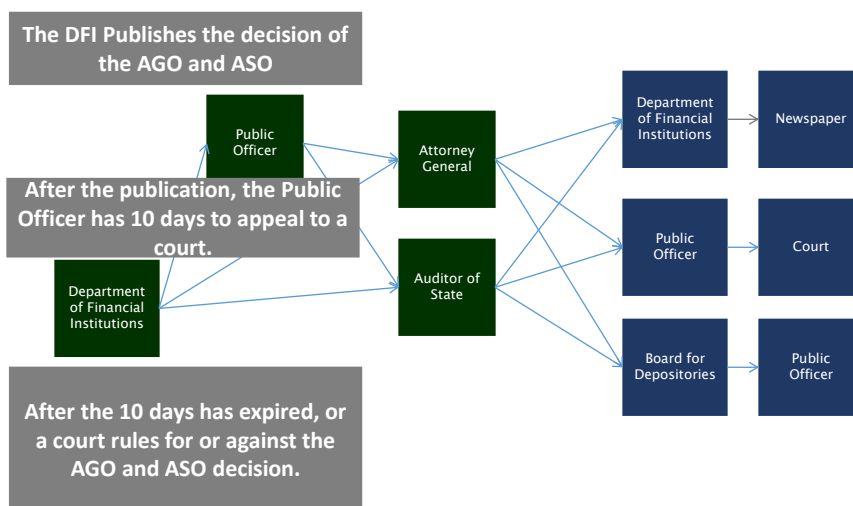 The DFI Publishes the decision of
the AGO and ASO
Public
Officer
Attorney
General
Department
of Financial
Institutions
Newspaper
After the publication, the Public
Officer has 10 days to appeal to a
court.
Department
of Financial
Institutions
Auditor of
State
Public
Officer
Court
Board for
Depositories
Public
Officer
After the 10 days has expired, or
a court rules for or against the
AGO and ASO decision.